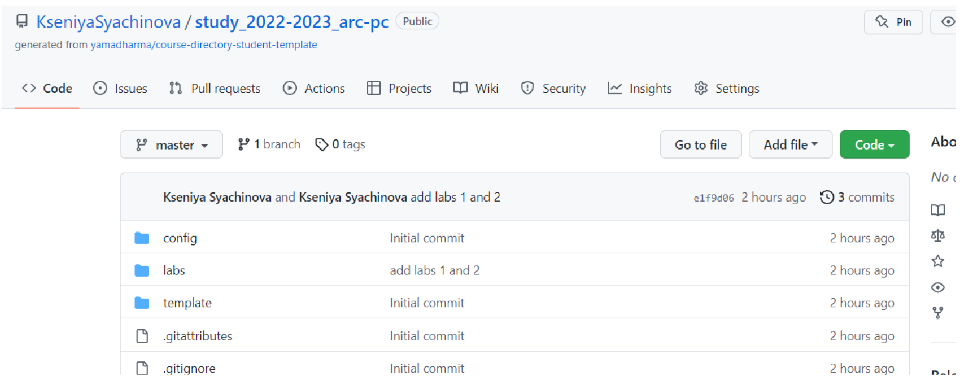 KseniyaSyachinova / study_2022-2023_arc-pc Public Pin
generated from yamadharma/course-directory-student-template
Code Issues Pull requests Actions Projects Wiki Security Insights Settings
master 1 branch 0 tags Go to file Add file Code
Kseniya Syachinova and Kseniya Syachinova add labs 1 and 2 e1f9d06 2 hours ago 3 commits
config Initial commit 2 hours ago
labs add labs 1 and 2 2 hours ago
template Initial commit 2 hours ago
.gitattributes Initial commit 2 hours ago
.gitignore Initial commit 2 hours ago